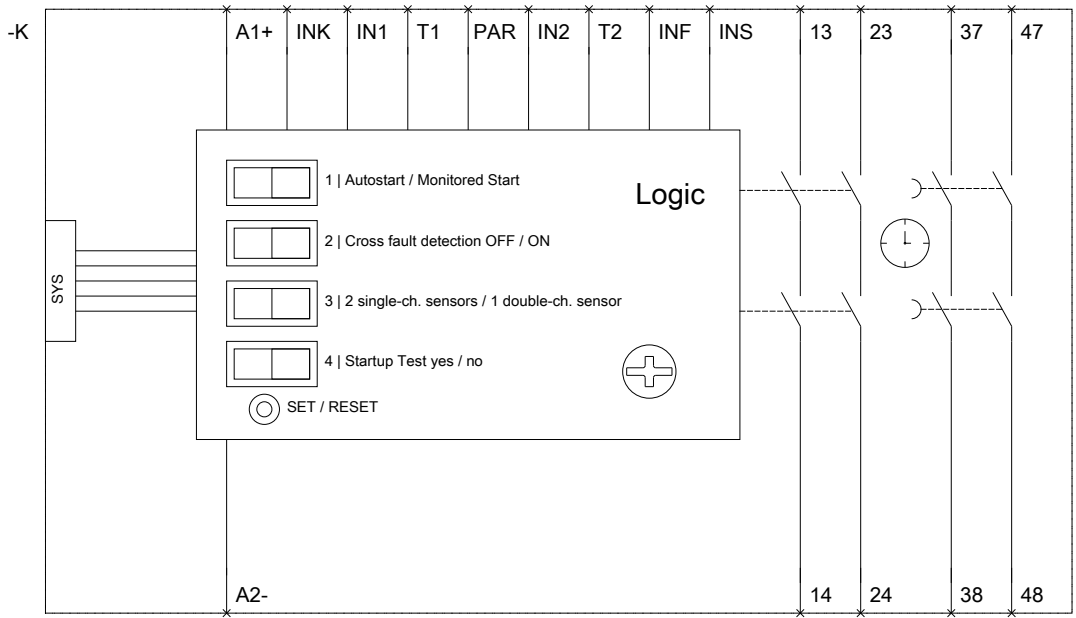 -K A1+ INK IN1 T1 PAR IN2 T2 INF INS 13 23 37 47
1 | Autostart / Monitored Start
Logic
2 | Cross fault detection OFF / ON
SYS
3 | 2 single-ch. sensors / 1 double-ch. sensor
4 | Startup Test yes / no
SET / RESET
A2- 14 24 38 48